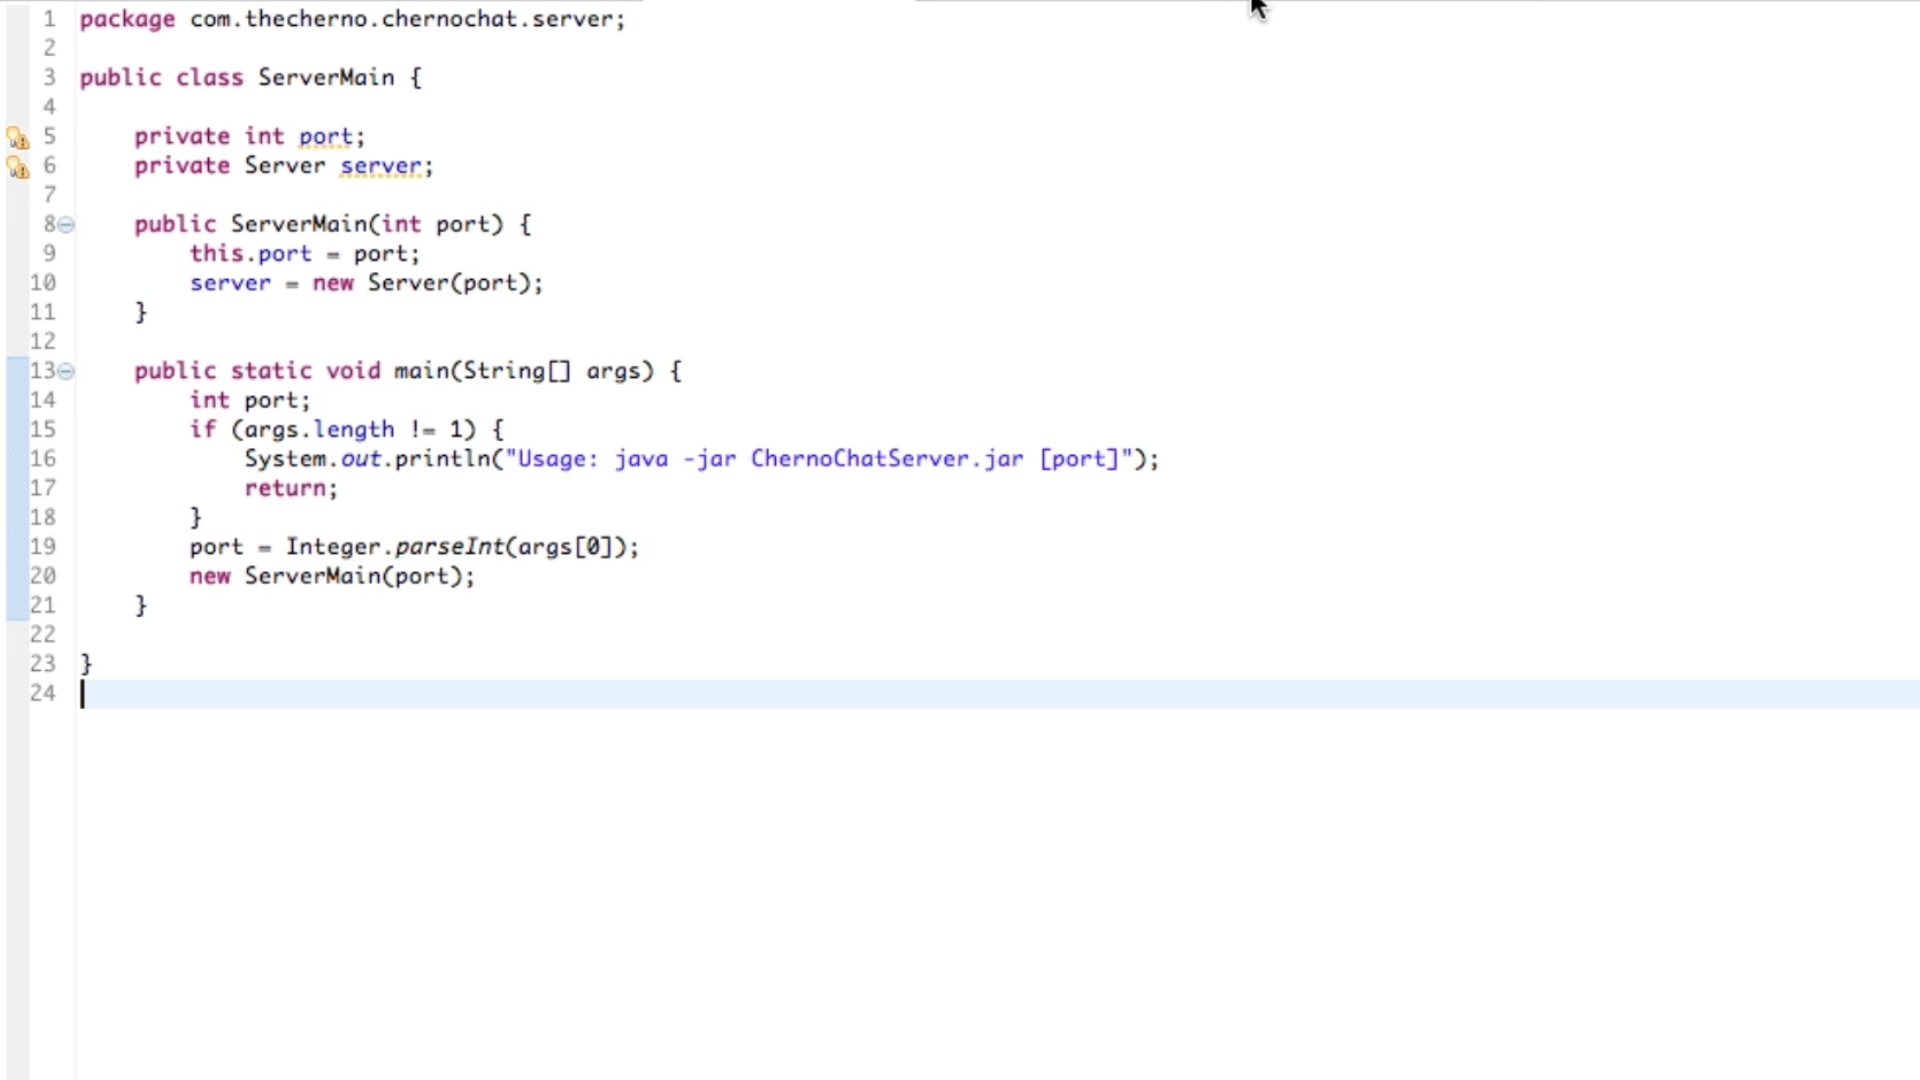 1 package com.thecherno.chernochat.server;
2
3 public class ServerMain {
4
5     private int port;
6     private Server server;
7
8     public ServerMain(int port) {
9         this.port = port;
10         server = new Server(port);
11     }
12
13     public static void main(String[] args) {
14         int port;
15         if (args.length != 1) {
16             System.out.println("Usage: java -jar ChernoChatServer.jar [port]");
17             return;
18         }
19         port = Integer.parseInt(args[0]);
20         new ServerMain(port);
21     }
22
23 }
24